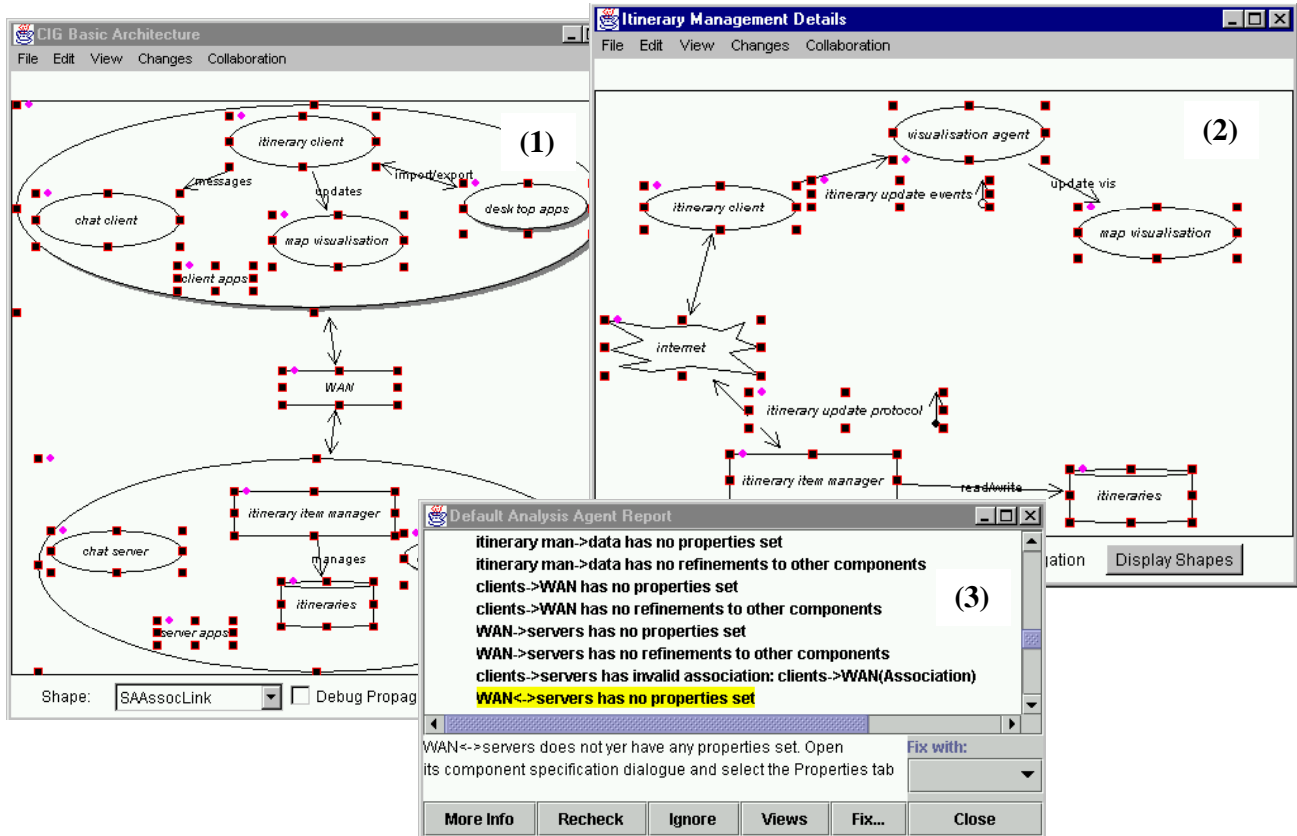 CIG Basic Architecture
File Edit View Changes Collaboration
(1)
itinerary client
messages
import/export
updates
chat client
desktop apps
map visualisation
client apps
WAN
itinerary item manager
chat server
manages
itineraries
server apps
Shape: SAAssocLink Debug Propag
Itinerary Management Details
File Edit View Changes Collaboration
(2)
visualisation agent
itinerary update events
update vis
itinerary client
map visualisation
internet
itinerary update protocol
itinerary item manager
read/write
itineraries
gation Display Shapes
Default Analysis Agent Report
itinerary man->data has no properties set
itinerary man->data has no refinements to other components
clients->WAN has no properties set
(3)
clients->WAN has no refinements to other components
WAN->servers has no properties set
WAN->servers has no refinements to other components
clients->servers has invalid association: clients->WAN(Association)
WAN<->servers has no properties set
WAN<->servers does not yer have any properties set. Open
its component specification dialogue and select the Properties tab
Fix with:
More Info Recheck Ignore Views Fix... Close